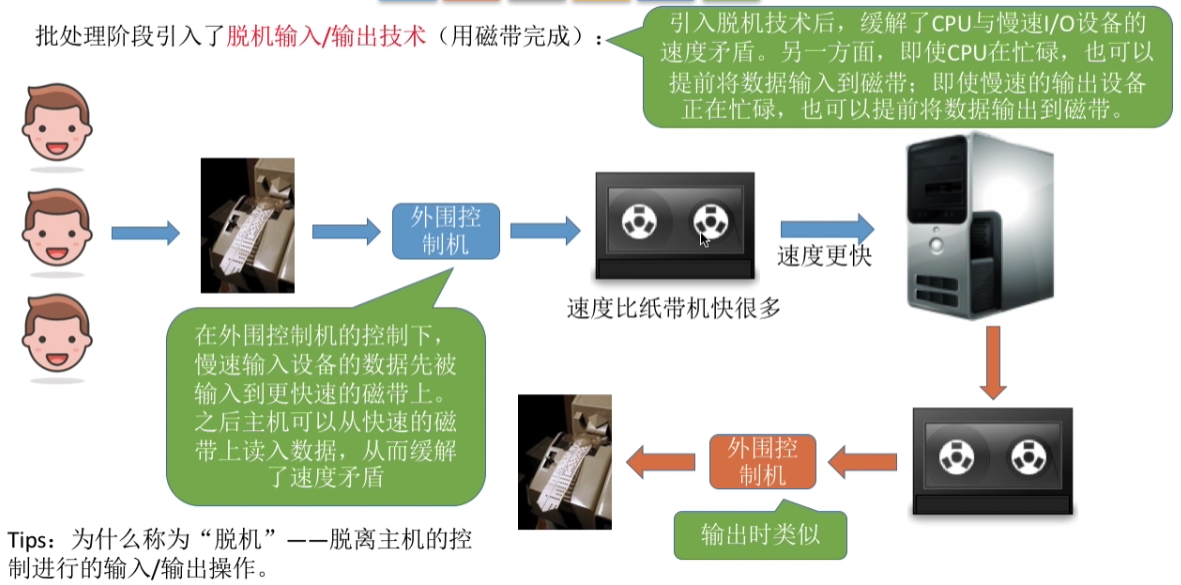 批处理阶段引入了脱机输入/输出技术（用磁带完成）：
引入脱机技术后，缓解了CPU与慢速I/O设备的
速度矛盾。另一方面，即使CPU在忙碌，也可以
提前将数据输入到磁带；即使慢速的输出设备
正在忙碌，也可以提前将数据输出到磁带。
外围控
制机
速度更快
速度比纸带机快很多
在外围控制机的控制下，
慢速输入设备的数据先被
输入到更快速的磁带上。
之后主机可以从快速的磁
带上读入数据，从而缓解
了速度矛盾
外围控
制机
输出时类似
Tips：为什么称为“脱机”——脱离主机的控
制进行的输入/输出操作。